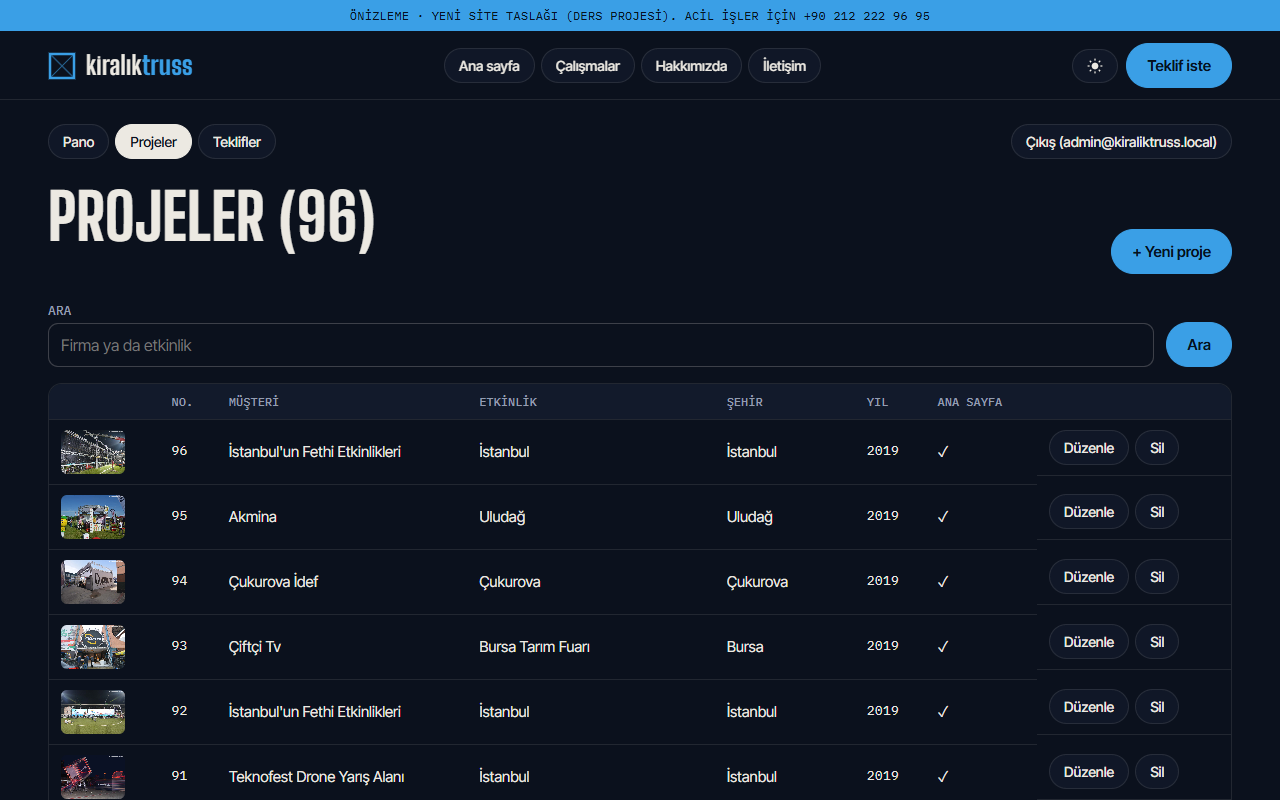 ÖNİZLEME · YENİ SİTE TASLAĞI (DERS PROJESİ). ACİL İŞLER İÇİN +90 212 222 96 95
kiralıktruss
Ana sayfa Çalışmalar Hakkımızda İletişim
Teklif iste
Pano Projeler Teklifler
Çıkış (admin@kiraliktruss.local)
PROJELER (96)
+ Yeni proje
ARA
Firma ya da etkinlik
Ara
NO. MÜŞTERİ ETKİNLİK ŞEHİR YIL ANA SAYFA
96 İstanbul'un Fethi Etkinlikleri İstanbul İstanbul 2019 ✓ Düzenle Sil
95 Akmina Uludağ Uludağ 2019 ✓ Düzenle Sil
94 Çukurova İdef Çukurova Çukurova 2019 ✓ Düzenle Sil
93 Çiftçi Tv Bursa Tarım Fuarı Bursa 2019 ✓ Düzenle Sil
92 İstanbul'un Fethi Etkinlikleri İstanbul İstanbul 2019 ✓ Düzenle Sil
91 Teknofest Drone Yarış Alanı İstanbul İstanbul 2019 ✓ Düzenle Sil